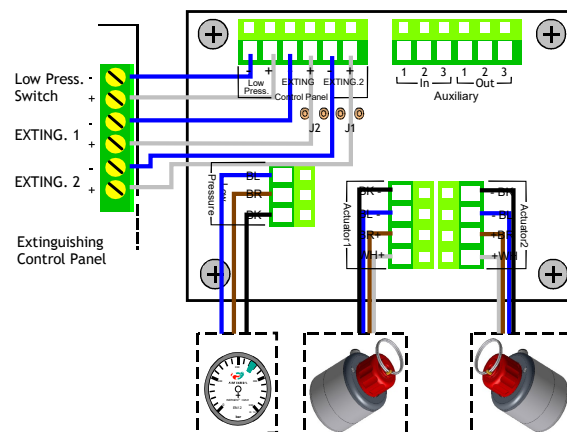 Low Press.
Switch
-
+
EXTING. 1
-
+
EXTING. 2
-
+
Extinguishing
Control Panel
- + - + - +
Low
Press.
EXTING
EXTING.2
Control Panel
J2 J1
1 2 3 1 2 3
In Out
Auxiliary
BL
BR
BK
Low
Pressure
Actuator1
BK -
BL -
BR+
WH+
- BK
- BL
+BR
+WH
Actuator2